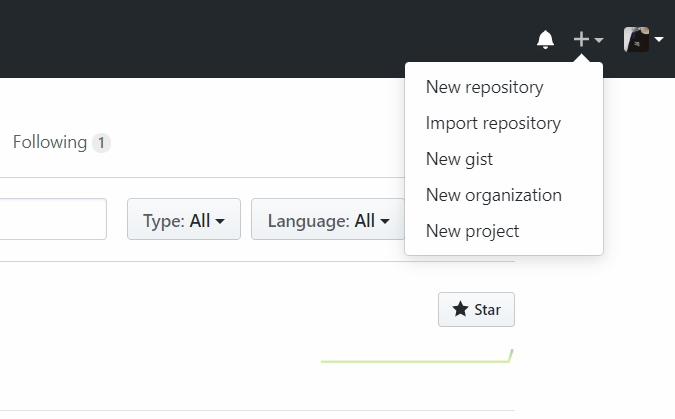 New repository
Import repository
New gist
New organization
New project
Following 1
Type: All
Language: All
Star